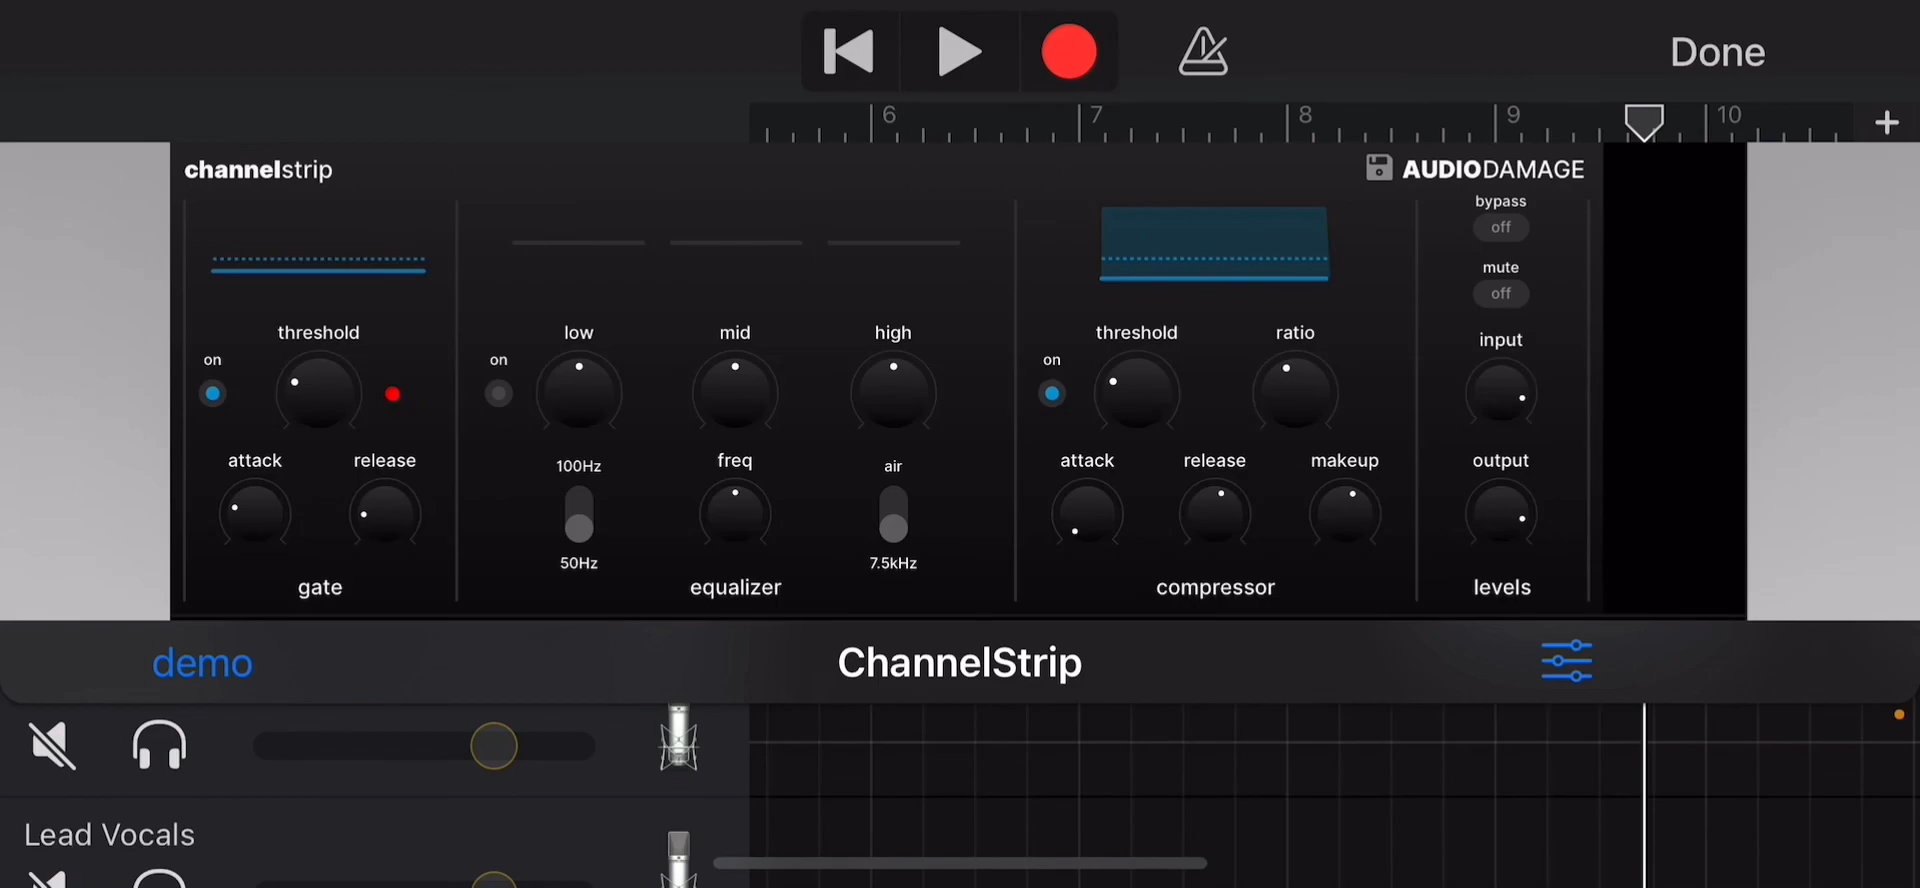 Done
6 7 8 9 10
channelstrip
AUDIODAMAGE
bypass
off
mute
off
threshold
on
attack release
gate
low mid high
on
100Hz freq air
50Hz 7.5kHz
equalizer
threshold ratio
on
attack release makeup
compressor
input
output
levels
demo ChannelStrip
Lead Vocals